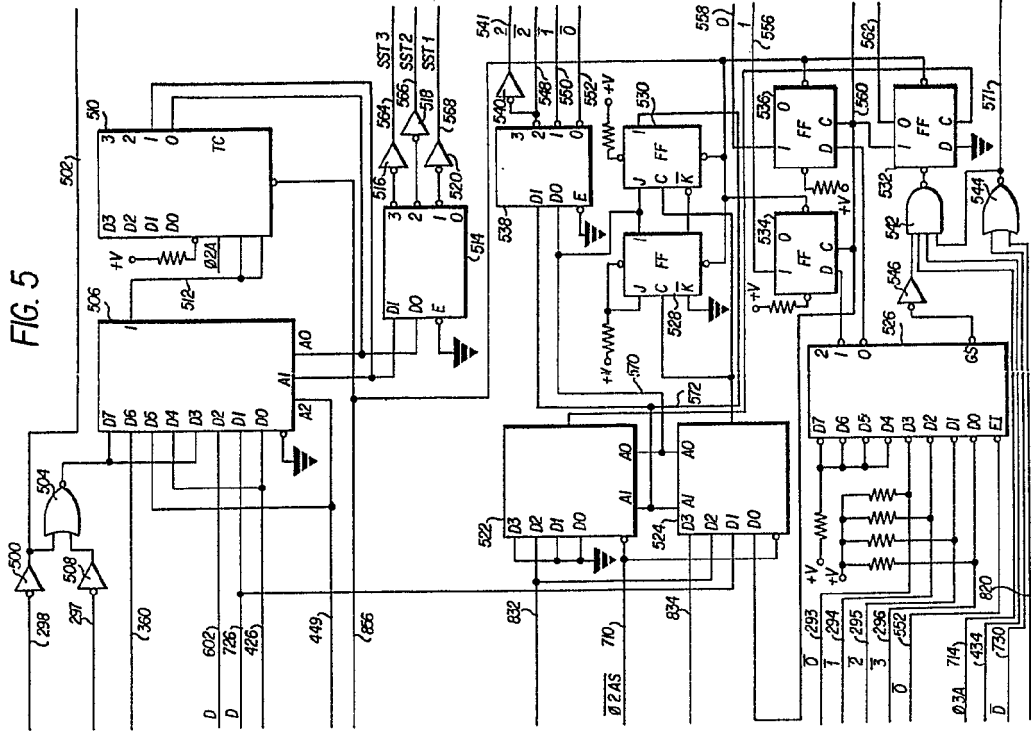 FIG. 5
502
510
3
2
1
0
TC
D3
D2
D1
D0
+V
Ø2A
512
506
1
A0
A1
A2
D7
D6
D5
D4
D3
D2
D1
D0
504
500
508
298
297
360
602
726
426
449
856
D
D
SST 3
SST 2
SST 1
564
566
568
516
518
520
3
2
1
0
D1
D0
E
514
541
2
2
1
0
540
548
550
552
538
2
1
0
D1
D0
E
+V
530
1
FF
J
C
K
1
FF
J
C
K
528
+V
570
572
558
0
1
556
536
0
1
FF
C
D
560
+V
534
0
1
FF
C
D
+V
562
532
0
1
FF
C
D
542
544
571
546
526
2
1
0
GS
D7
D6
D5
D4
D3
D2
D1
D0
EI
522
D3
D2
D1
D0
A0
A1
524
D3
D2
D1
D0
A0
A1
832
710
Ø2AS
834
+V
+V
0
293
1
294
2
295
3
296
0
552
Ø3A
714
434
D
730
820